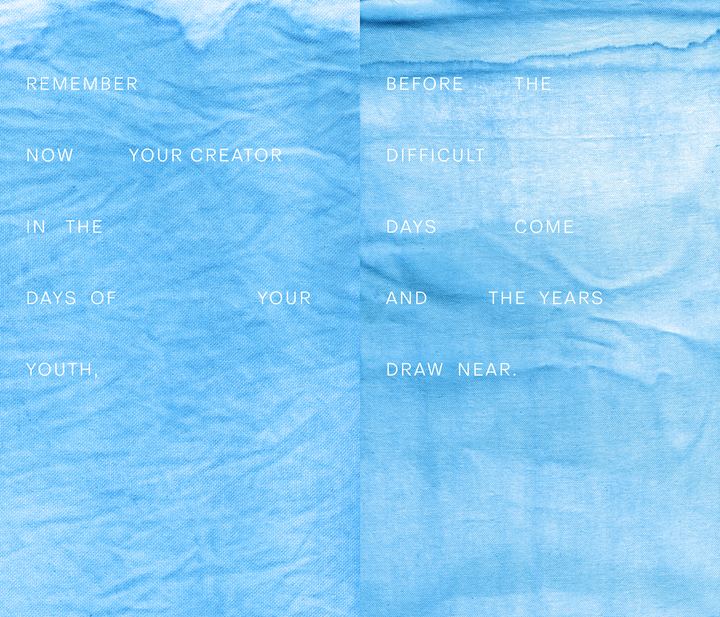 REMEMBER
NOW YOUR CREATOR
IN THE
DAYS OF YOUR
YOUTH,
BEFORE THE
DIFFICULT
DAYS COME
AND THE YEARS
DRAW NEAR.